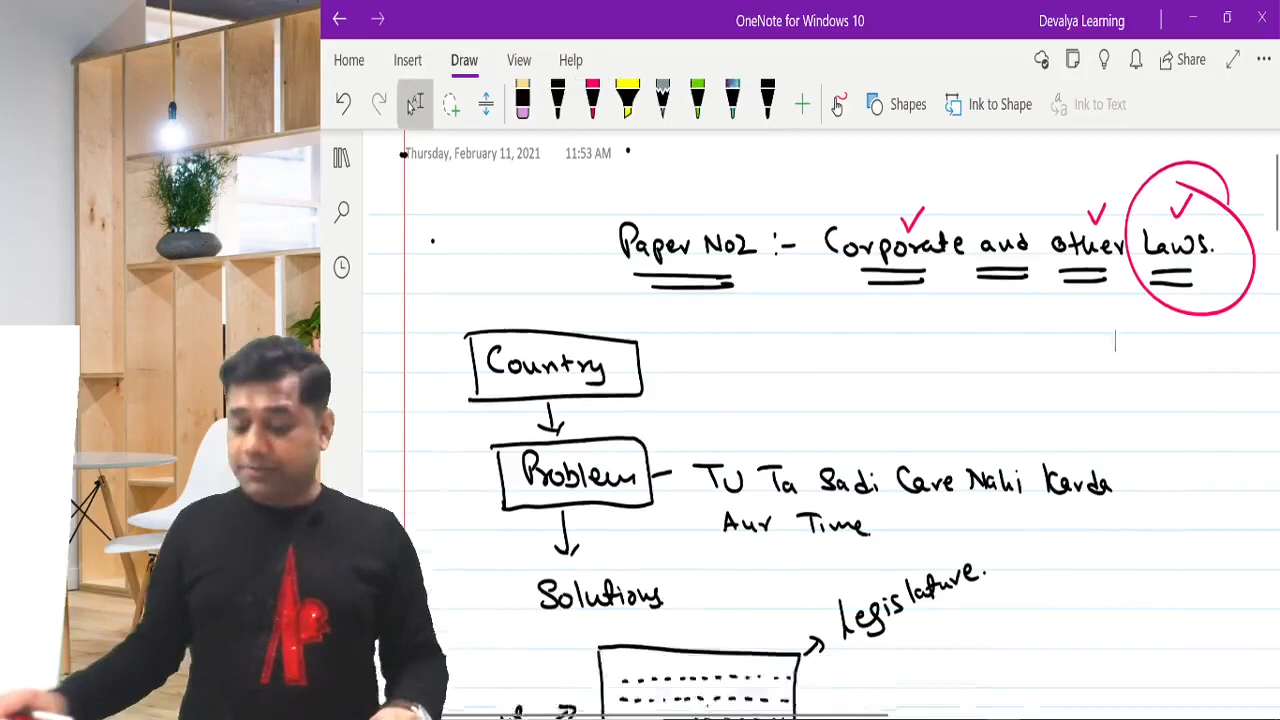 OneNote for Windows 10
Devalya Learning
Home Insert Draw View Help
Share
Shapes
Ink to Shape
Ink to Text
Thursday, February 11, 2021 11:53 AM
Paper No2 :- Corporate and other Laws.
Country
Problem - TU Ta Sadi Care Nahi Karda
Aur Time
Solutions
Legislature.